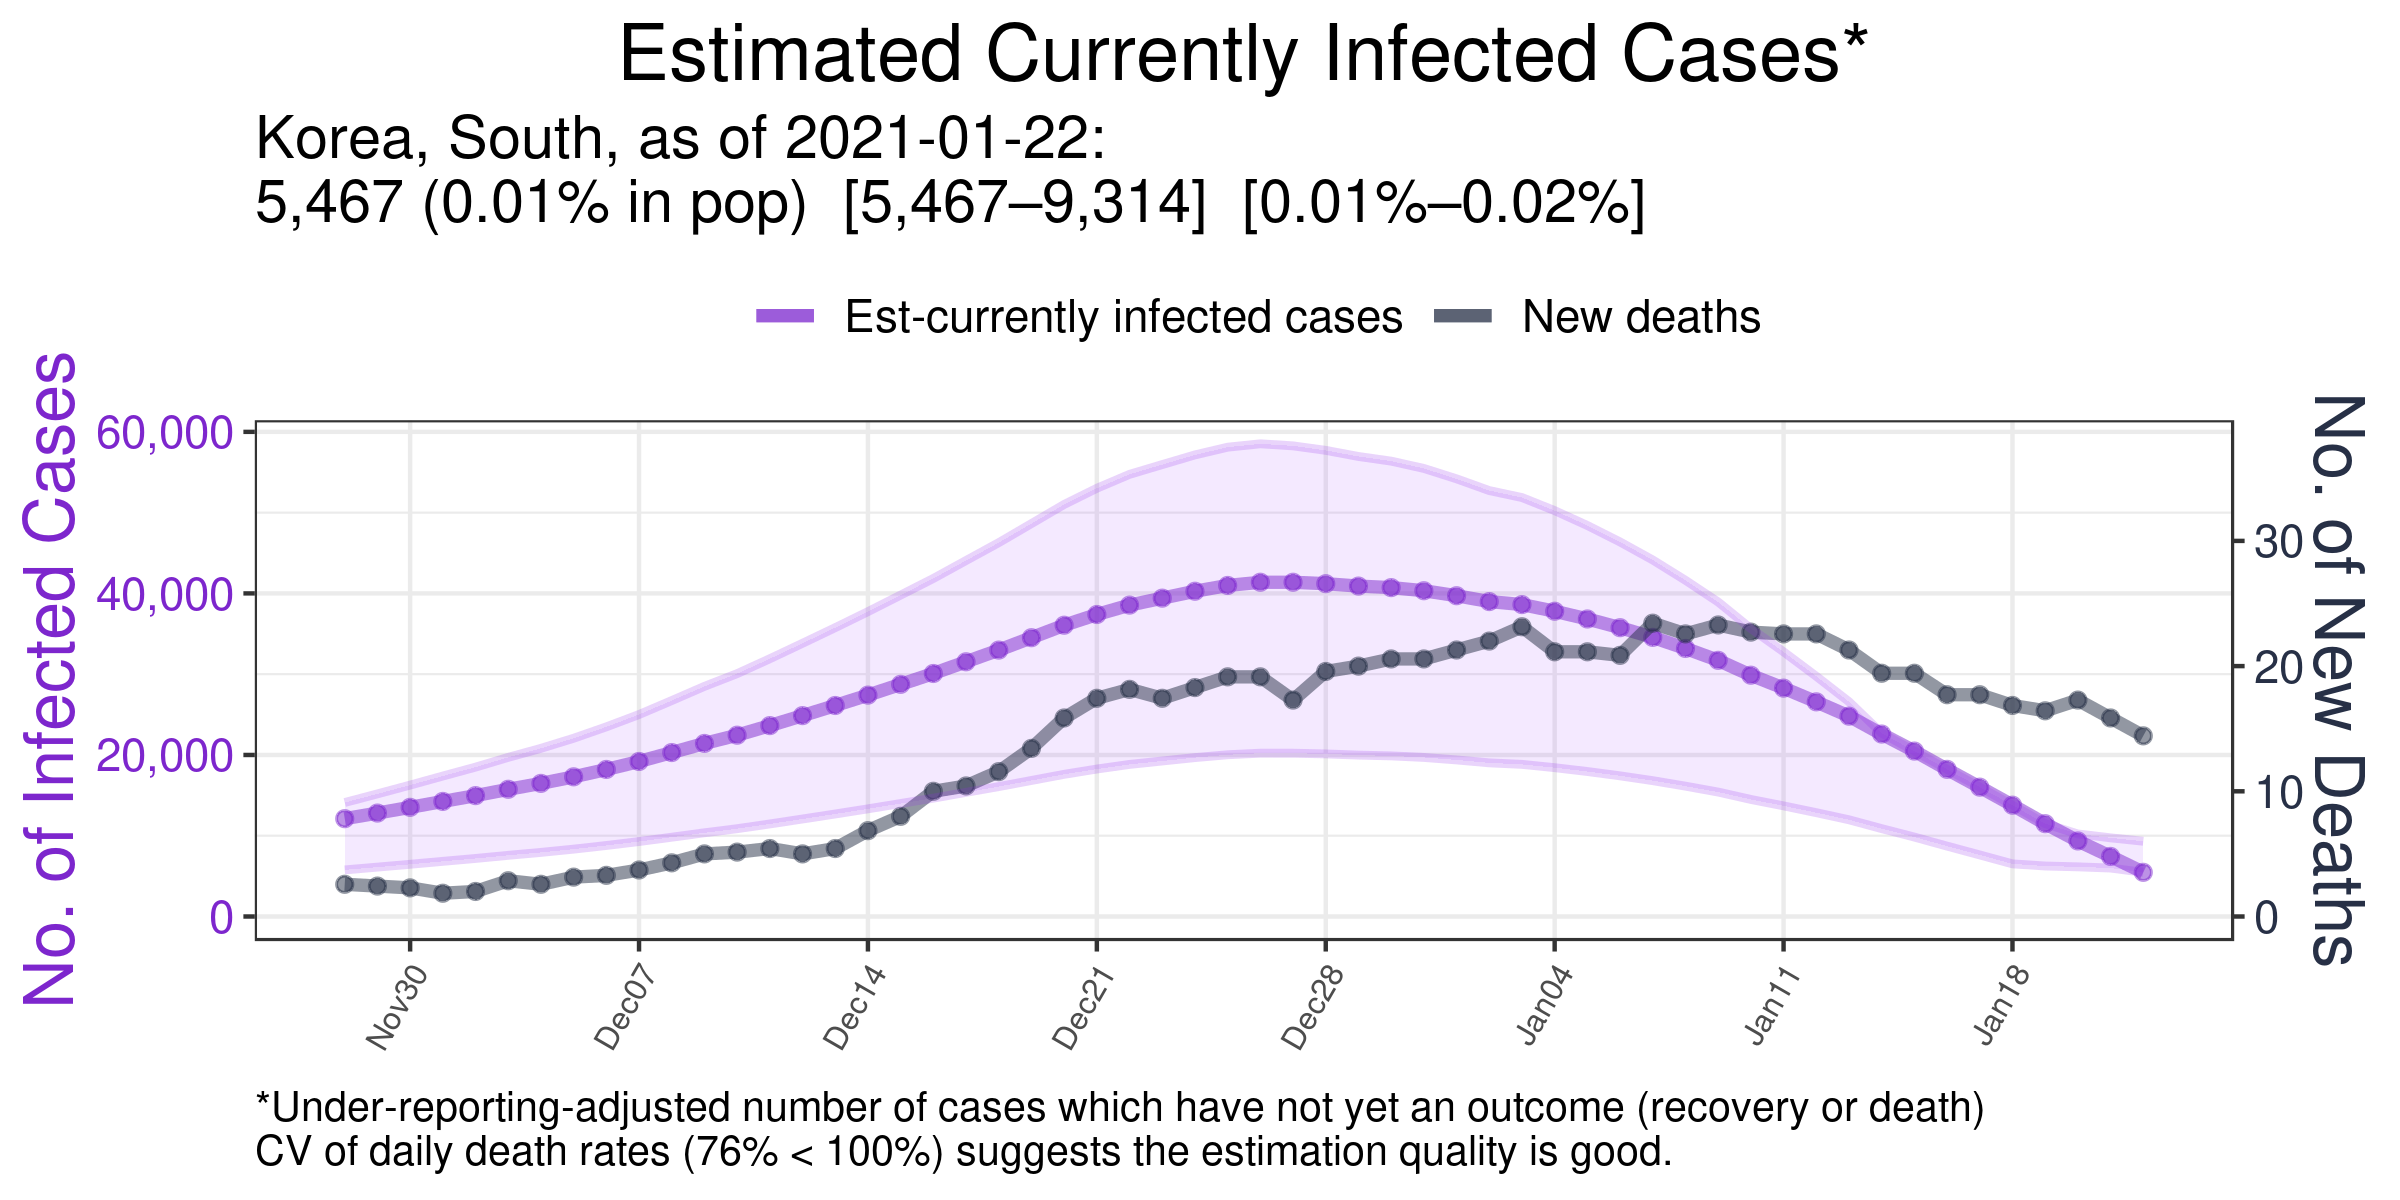 Estimated Currently Infected Cases*
Korea, South, as of 2021-01-22:
5,467 (0.01% in pop)  [5,467–9,314]  [0.01%–0.02%]
Est-currently infected cases
New deaths
No. of Infected Cases
60,000
40,000
20,000
0
No. of New Deaths
30
20
10
0
Nov30
Dec07
Dec14
Dec21
Dec28
Jan04
Jan11
Jan18
*Under-reporting-adjusted number of cases which have not yet an outcome (recovery or death)
CV of daily death rates (76% < 100%) suggests the estimation quality is good.